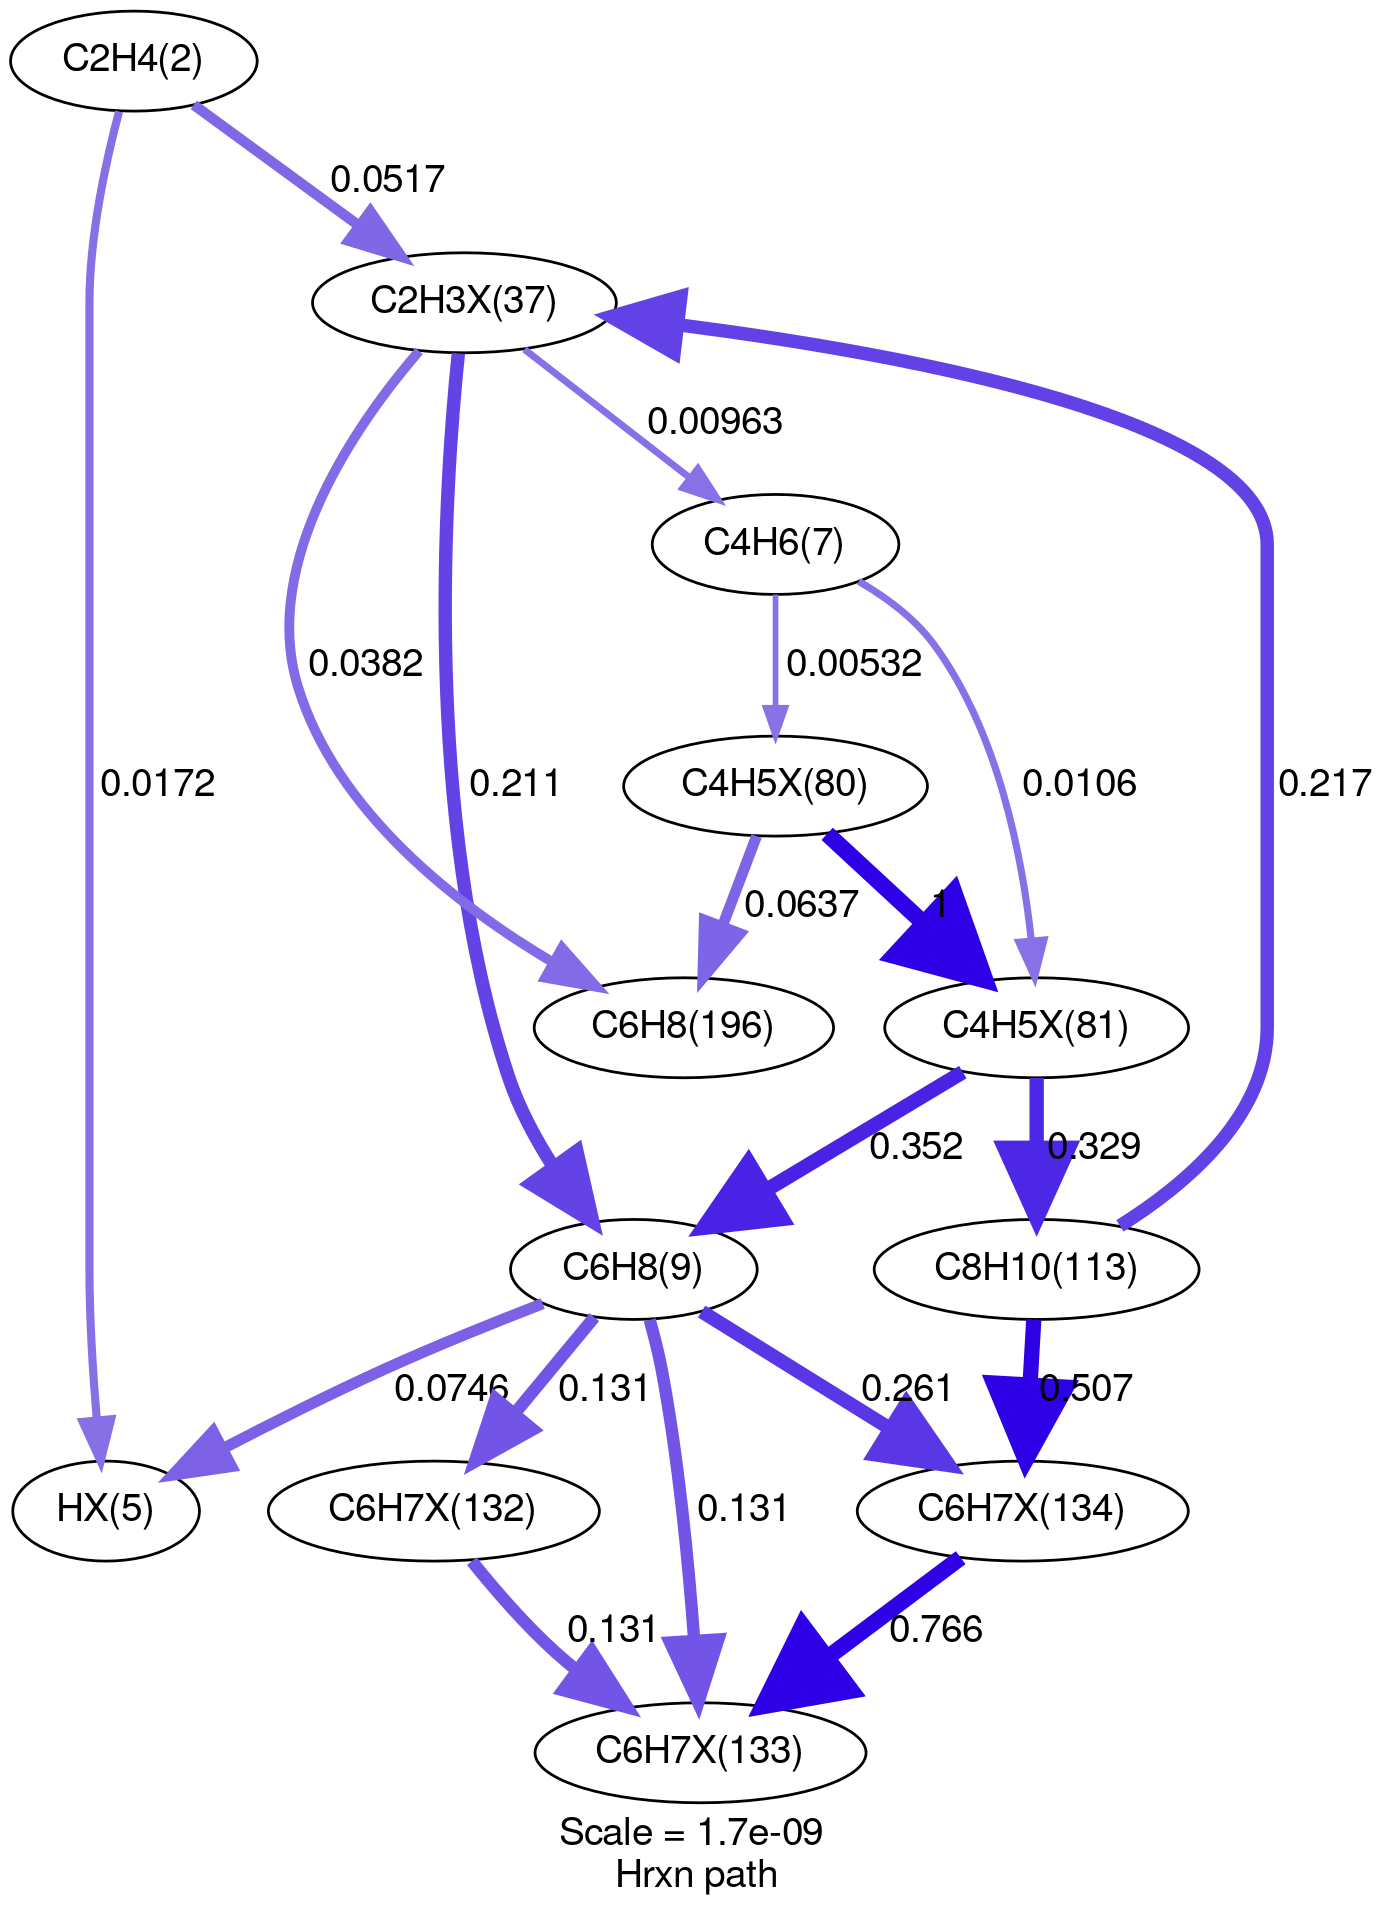 C2H4(2)
0.0517
C2H3X(37)
0.00963
C4H6(7)
0.0382
0.00532
0.0172
0.211
C4H5X(80)
0.0106
0.217
0.0637
1
C6H8(196)
C4H5X(81)
0.352
0.329
C6H8(9)
C8H10(113)
0.0746
0.131
0.261
0.507
HX(5)
C6H7X(132)
0.131
C6H7X(134)
0.131
0.766
C6H7X(133)
Scale = 1.7e-09
Hrxn path